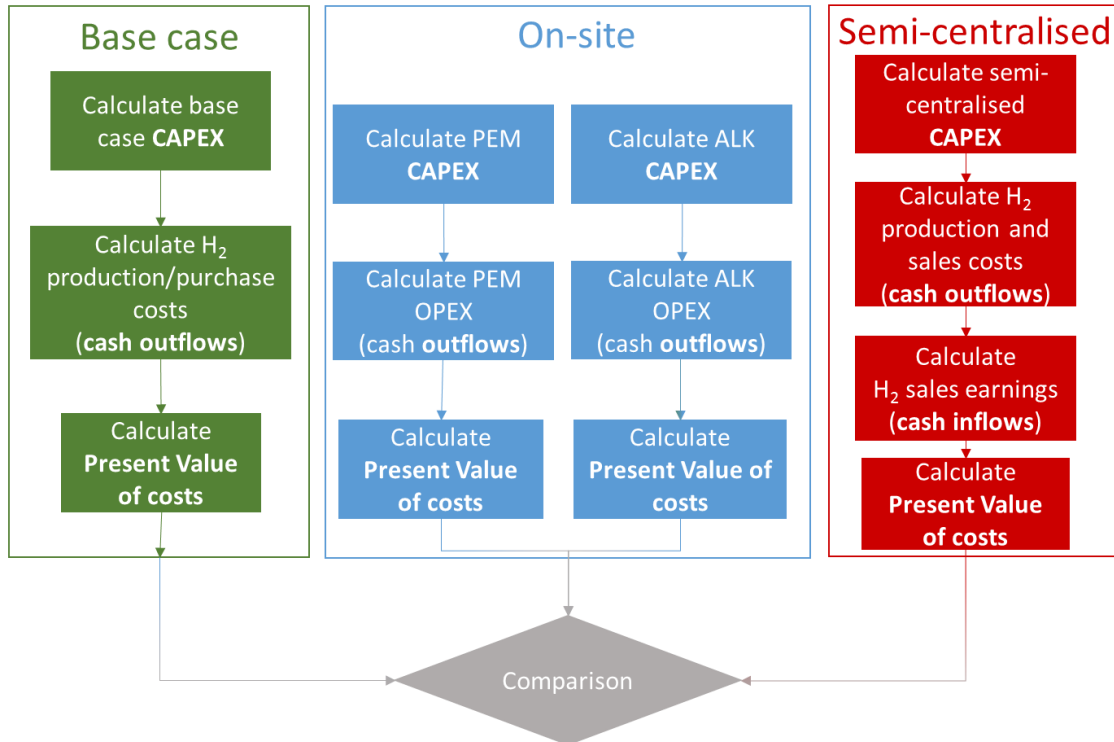 Base case
Calculate base
case CAPEX
Calculate H₂
production/purchase
costs
(cash outflows)
Calculate
Present Value
of costs
On-site
Calculate PEM
CAPEX
Calculate PEM
OPEX
(cash outflows)
Calculate
Present Value
of costs
Calculate ALK
CAPEX
Calculate ALK
OPEX
(cash outflows)
Calculate
Present Value of
costs
Semi-centralised
Calculate semi-
centralised
CAPEX
Calculate H₂
production and
sales costs
(cash outflows)
Calculate
H₂ sales earnings
(cash inflows)
Calculate
Present Value
of costs
Comparison